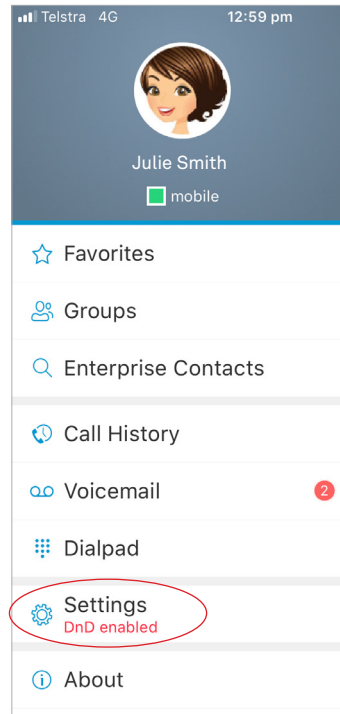 Telstra 4G 12:59 pm
Julie Smith
mobile
Favorites
Groups
Enterprise Contacts
Call History
Voicemail 2
Dialpad
Settings
DnD enabled
About